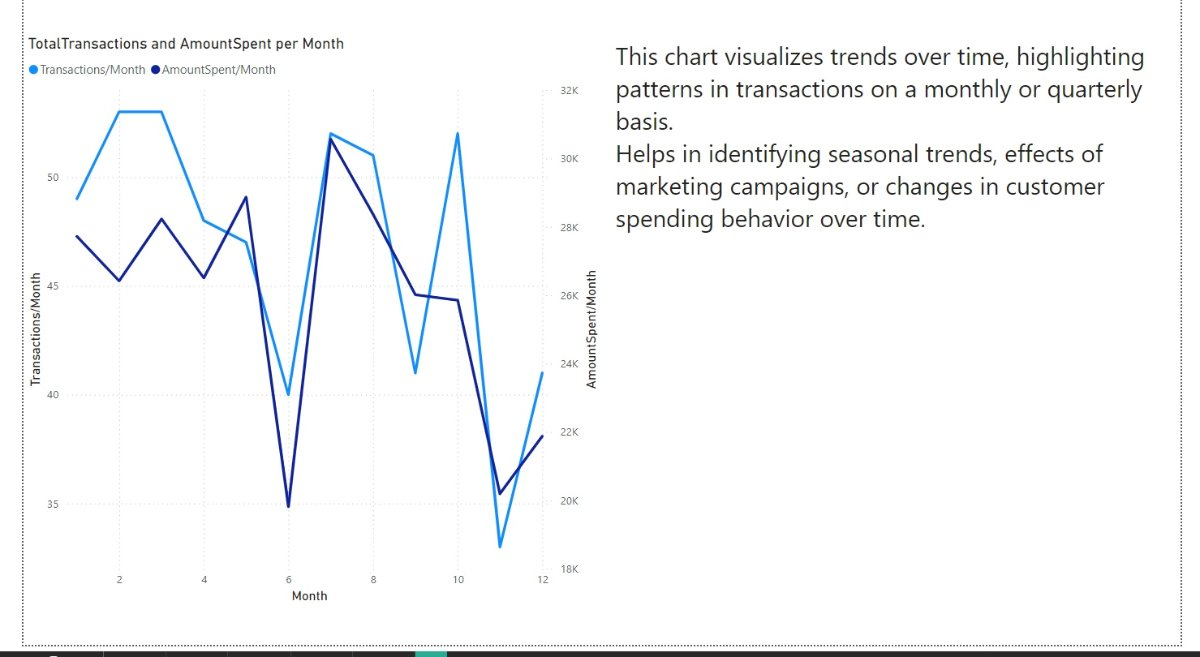 TotalTransactions and AmountSpent per Month
Transactions/Month AmountSpent/Month
32K
30K
28K
26K
24K
22K
20K
18K
50
45
40
35
Transactions/Month
AmountSpent/Month
2 4 6 8 10 12
Month
This chart visualizes trends over time, highlighting
patterns in transactions on a monthly or quarterly
basis.
Helps in identifying seasonal trends, effects of
marketing campaigns, or changes in customer
spending behavior over time.